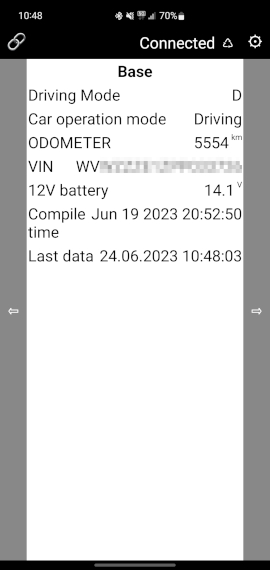 10:48 70%
Connected
Base
Driving Mode D
Car operation mode Driving
ODOMETER 5554 km
VIN WV
12V battery 14.1 V
Compile Jun 19 2023 20:52:50
time
Last data 24.06.2023 10:48:03